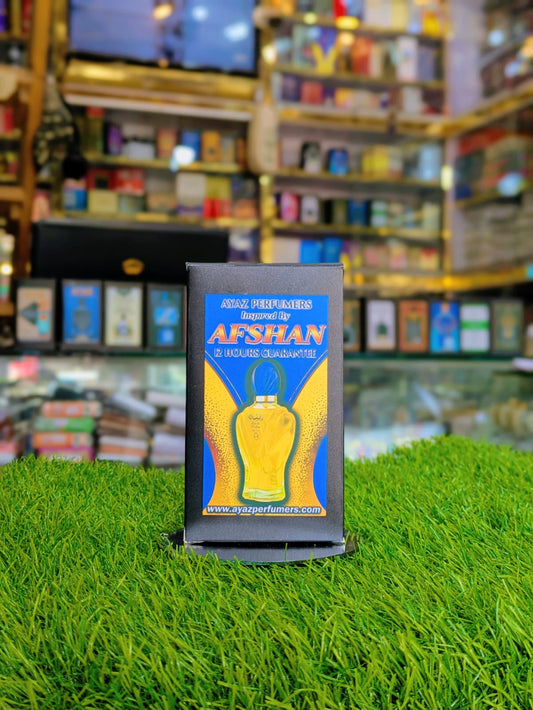 AYAZ PERFUMERS
Inspired By
AFSHAN
12 HOURS GUARANTEE
www.ayazperfumers.com